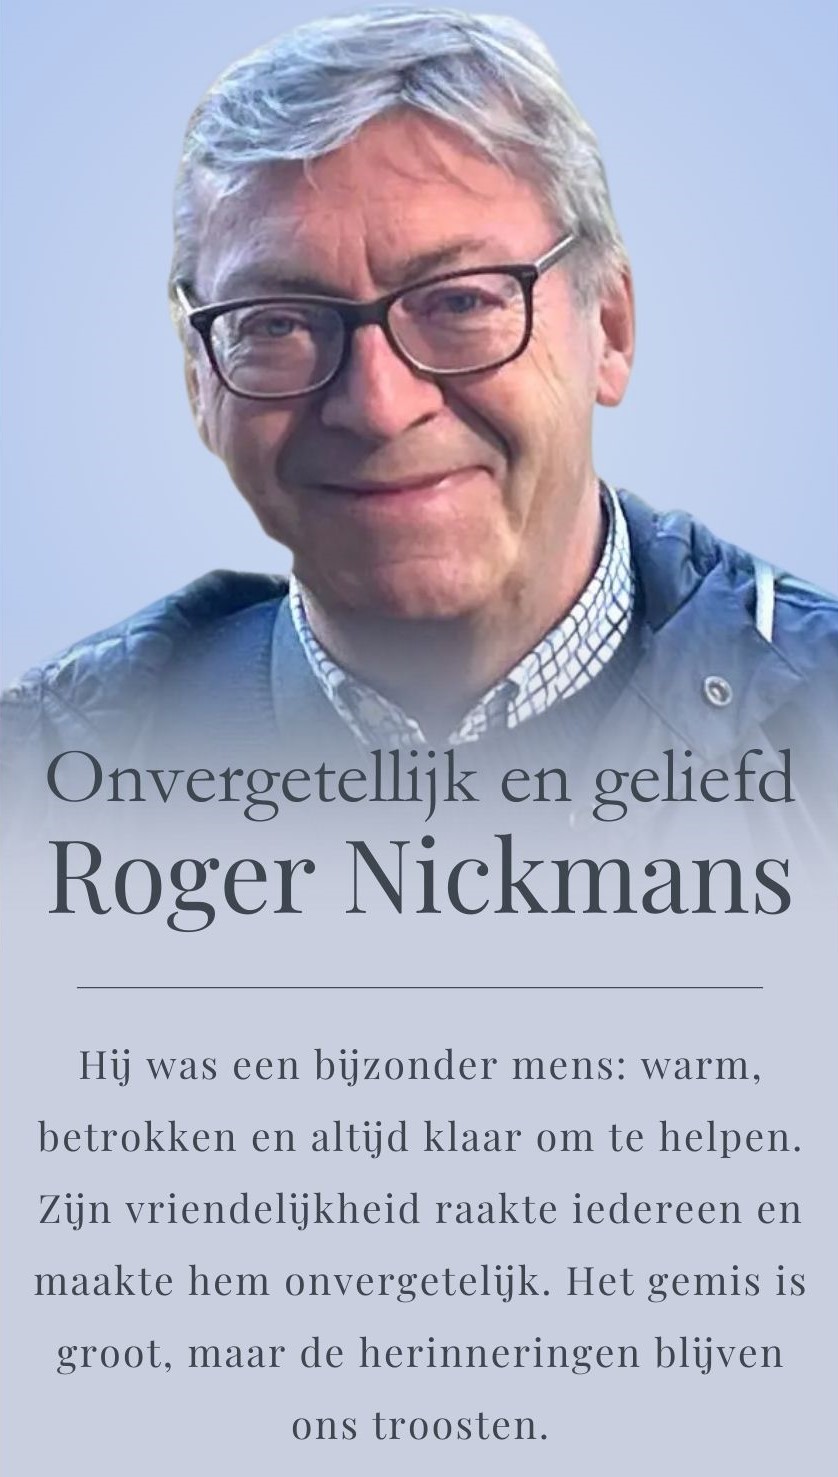 Onvergetellijk en geliefd
Roger Nickmans
Hij was een bijzonder mens: warm,
betrokken en altijd klaar om te helpen.
Zijn vriendelijkheid raakte iedereen en
maakte hem onvergetelijk. Het gemis is
groot, maar de herinneringen blijven
ons troosten.